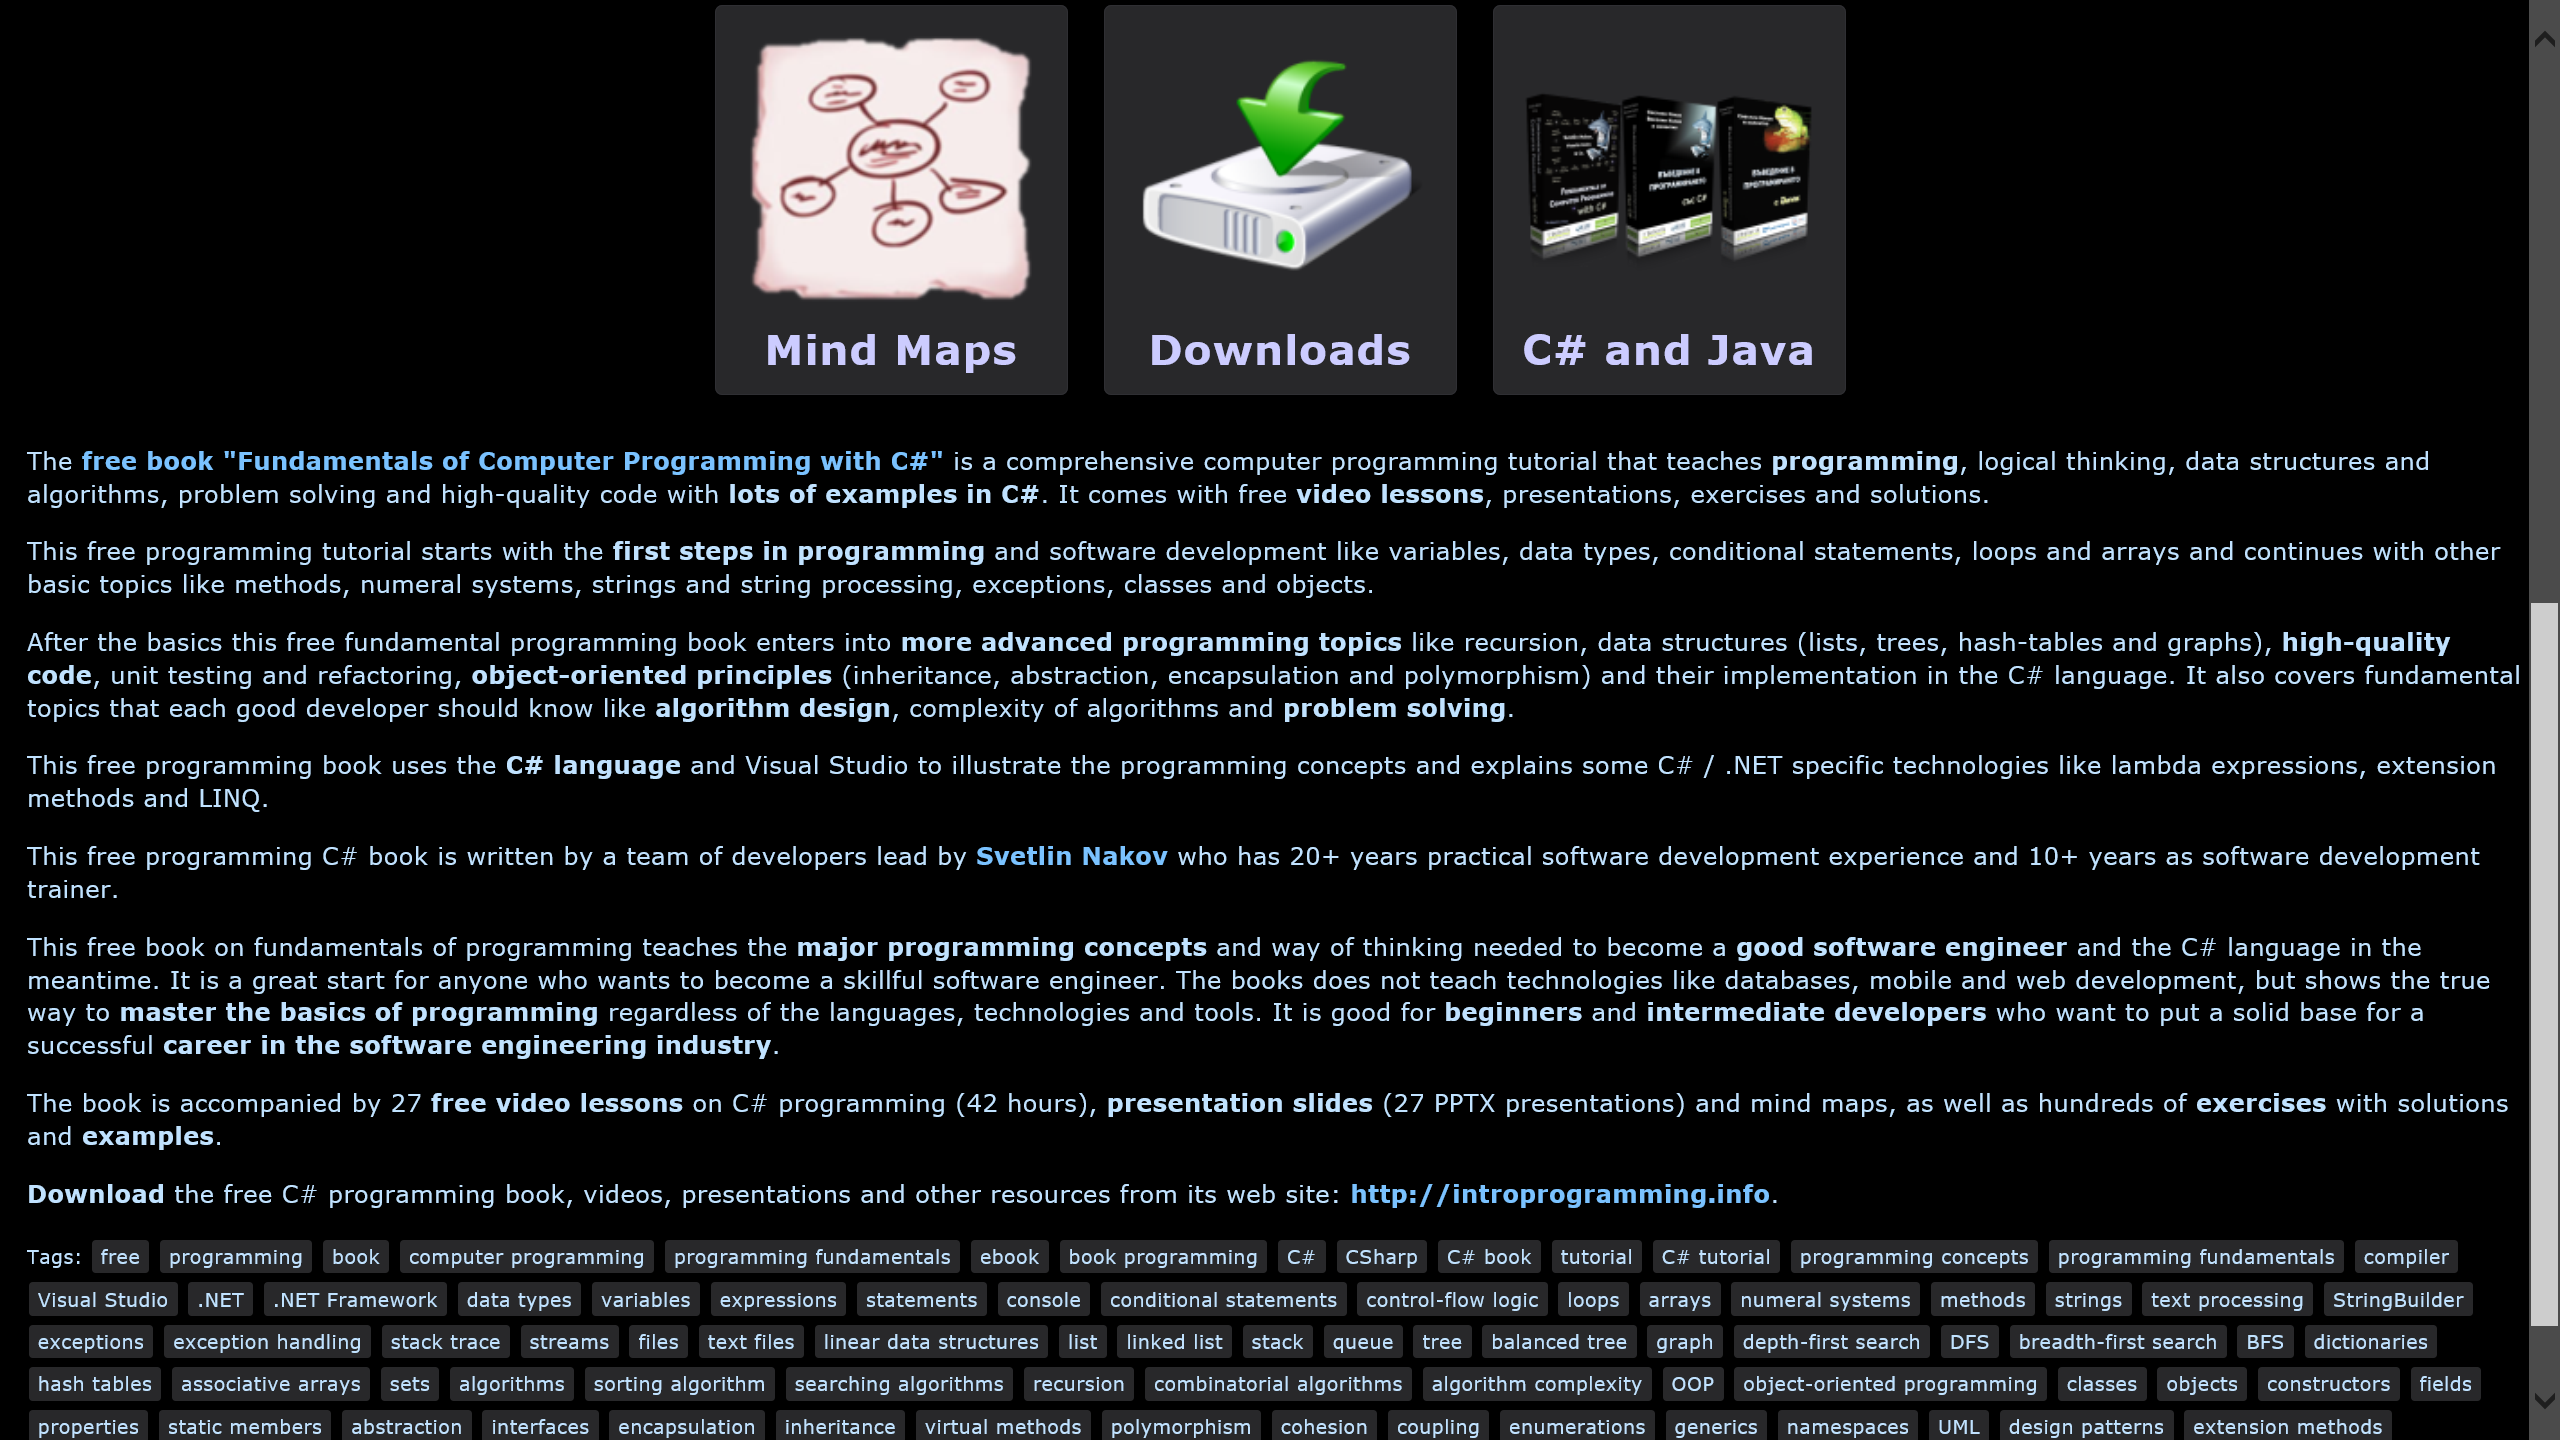 Mind Maps
Downloads
C# and Java
The free book "Fundamentals of Computer Programming with C#" is a comprehensive computer programming tutorial that teaches programming, logical thinking, data structures and
algorithms, problem solving and high-quality code with lots of examples in C#. It comes with free video lessons, presentations, exercises and solutions.
This free programming tutorial starts with the first steps in programming and software development like variables, data types, conditional statements, loops and arrays and continues with other
basic topics like methods, numeral systems, strings and string processing, exceptions, classes and objects.
After the basics this free fundamental programming book enters into more advanced programming topics like recursion, data structures (lists, trees, hash-tables and graphs), high-quality
code, unit testing and refactoring, object-oriented principles (inheritance, abstraction, encapsulation and polymorphism) and their implementation in the C# language. It also covers fundamental
topics that each good developer should know like algorithm design, complexity of algorithms and problem solving.
This free programming book uses the C# language and Visual Studio to illustrate the programming concepts and explains some C# / .NET specific technologies like lambda expressions, extension
methods and LINQ.
This free programming C# book is written by a team of developers lead by Svetlin Nakov who has 20+ years practical software development experience and 10+ years as software development
trainer.
This free book on fundamentals of programming teaches the major programming concepts and way of thinking needed to become a good software engineer and the C# language in the
meantime. It is a great start for anyone who wants to become a skillful software engineer. The books does not teach technologies like databases, mobile and web development, but shows the true
way to master the basics of programming regardless of the languages, technologies and tools. It is good for beginners and intermediate developers who want to put a solid base for a
successful career in the software engineering industry.
The book is accompanied by 27 free video lessons on C# programming (42 hours), presentation slides (27 PPTX presentations) and mind maps, as well as hundreds of exercises with solutions
and examples.
Download the free C# programming book, videos, presentations and other resources from its web site: http://introprogramming.info.
Tags: free programming book computer programming programming fundamentals ebook book programming C# CSharp C# book tutorial C# tutorial programming concepts programming fundamentals compiler
Visual Studio .NET .NET Framework data types variables expressions statements console conditional statements control-flow logic loops arrays numeral systems methods strings text processing StringBuilder
exceptions exception handling stack trace streams files text files linear data structures list linked list stack queue tree balanced tree graph depth-first search DFS breadth-first search BFS dictionaries
hash tables associative arrays sets algorithms sorting algorithm searching algorithms recursion combinatorial algorithms algorithm complexity OOP object-oriented programming classes objects constructors fields
properties static members abstraction interfaces encapsulation inheritance virtual methods polymorphism cohesion coupling enumerations generics namespaces UML design patterns extension methods